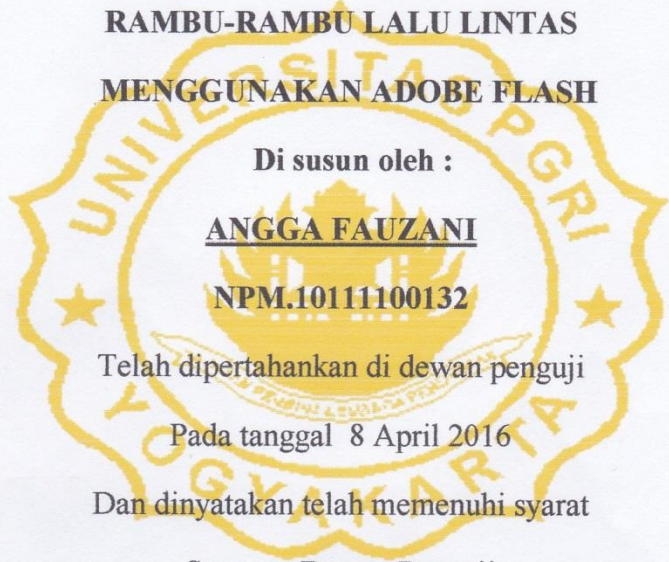 RAMBU-RAMBU LALU LINTAS
MENGGUNAKAN ADOBE FLASH
Di susun oleh :
ANGGA FAUZANI
NPM.10111100132
Telah dipertahankan di dewan penguji
Pada tanggal 8 April 2016
Dan dinyatakan telah memenuhi syarat
UNIVERSITAS PGRI
YOGYAKARTA